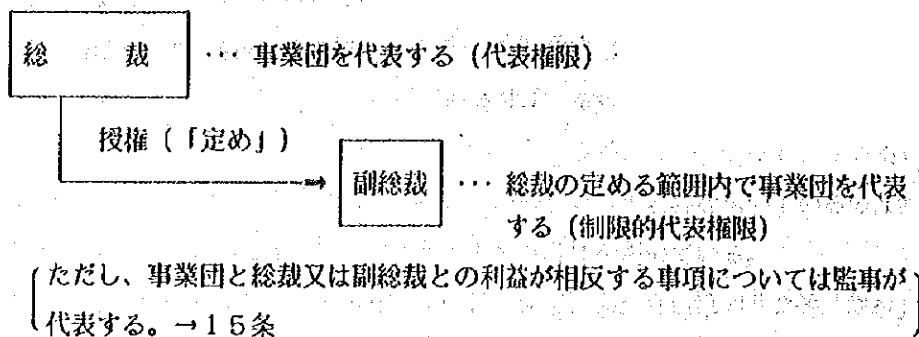 総　　裁 … 事業団を代表する（代表権限）
授権（「定め」）
副総裁 … 総裁の定める範囲内で事業団を代表
する（制限的代表権限）
ただし、事業団と総裁又は副総裁との利益が相反する事項については監事が
代表する。→１５条